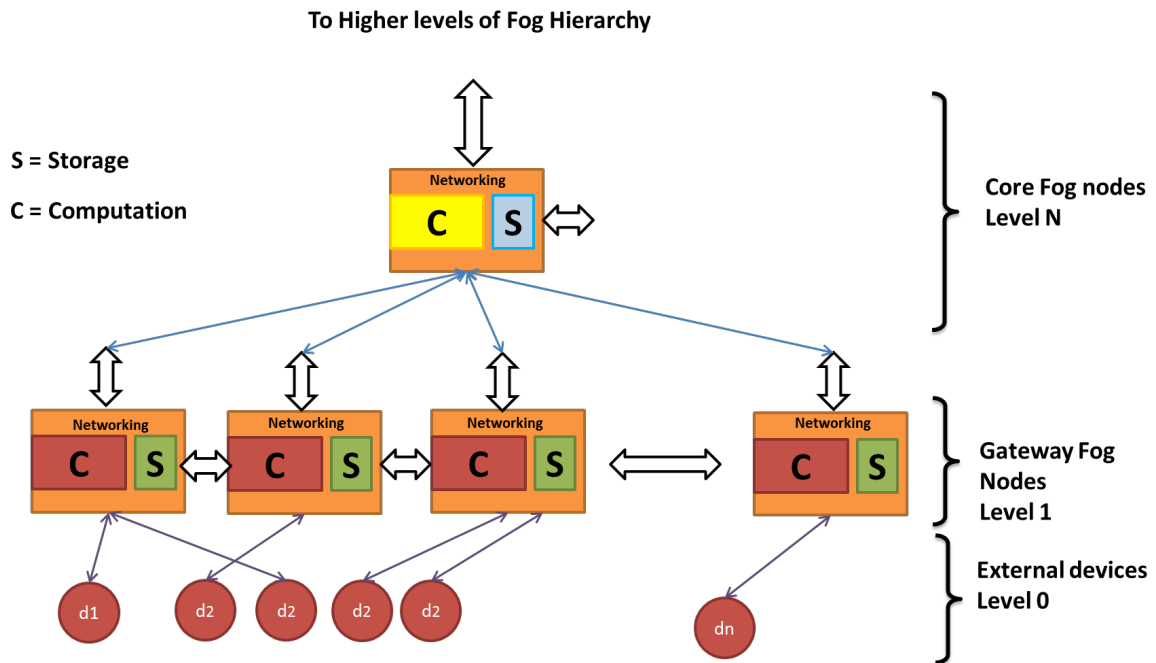 To Higher levels of Fog Hierarchy
S = Storage
C = Computation
Networking
C
S
Core Fog nodes
Level N
Networking
C
S
Networking
C
S
Networking
C
S
Networking
C
S
Gateway Fog
Nodes
Level 1
d1
d2
d2
d2
d2
dn
External devices
Level 0